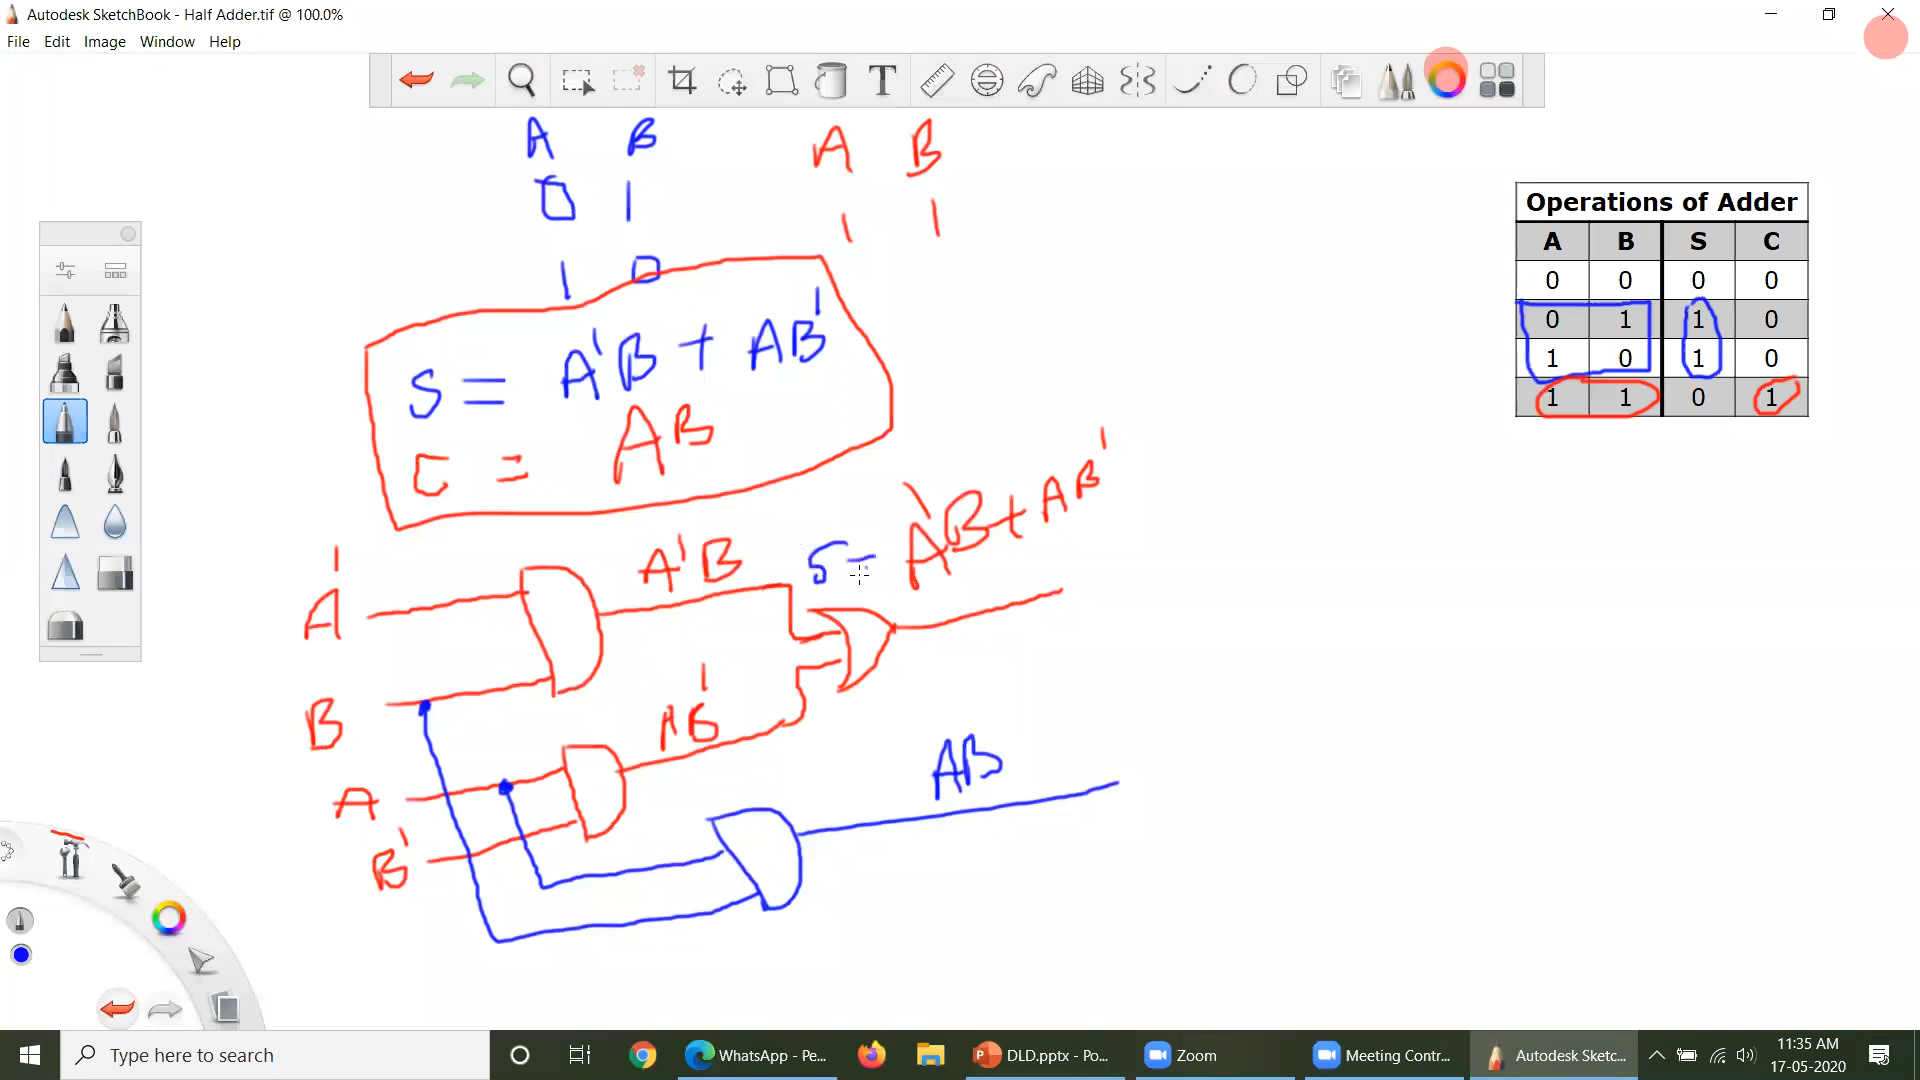 Autodesk SketchBook - Half Adder.tif @ 100.0%
File Edit Image Window Help
A B A B
0 1 1 1
1 0
S = A'B + AB'
C = AB
Operations of Adder
A B S C
0 0 0 0
0 1 1 0
1 0 1 0
1 1 0 1
S= A'B+AB'
A'B
A'
B
AB'
A
B'
AB
Type here to search
WhatsApp - Pe...
DLD.pptx - Po...
Zoom
Meeting Contr...
Autodesk Sketc...
11:35 AM
17-05-2020